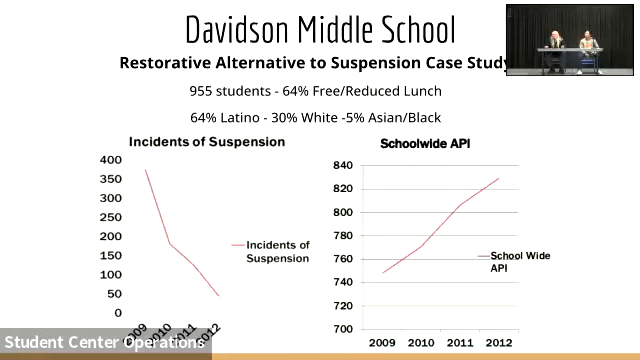 Davidson Middle School
Restorative Alternative to Suspension Case Study
955 students - 64% Free/Reduced Lunch
64% Latino - 30% White -5% Asian/Black
Incidents of Suspension
400
350
300
250
200
150
100
50
0
2009
2010
2011
2012
Incidents of
Suspension
Schoolwide API
840
820
800
780
760
740
720
700
2009 2010 2011 2012
School Wide
API
Student Center Operations